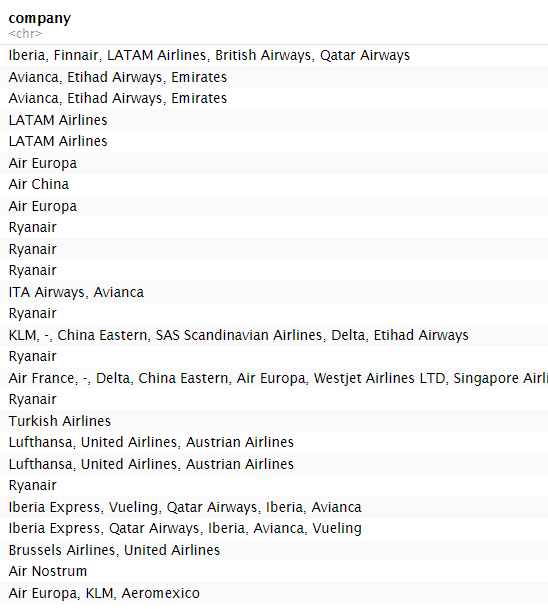 company
<chr>
Iberia, Finnair, LATAM Airlines, British Airways, Qatar Airways
Avianca, Etihad Airways, Emirates
Avianca, Etihad Airways, Emirates
LATAM Airlines
LATAM Airlines
Air Europa
Air China
Air Europa
Ryanair
Ryanair
Ryanair
ITA Airways, Avianca
Ryanair
KLM, -, China Eastern, SAS Scandinavian Airlines, Delta, Etihad Airways
Ryanair
Air France, -, Delta, China Eastern, Air Europa, Westjet Airlines LTD, Singapore Airli
Ryanair
Turkish Airlines
Lufthansa, United Airlines, Austrian Airlines
Lufthansa, United Airlines, Austrian Airlines
Ryanair
Iberia Express, Vueling, Qatar Airways, Iberia, Avianca
Iberia Express, Qatar Airways, Iberia, Avianca, Vueling
Brussels Airlines, United Airlines
Air Nostrum
Air Europa, KLM, Aeromexico